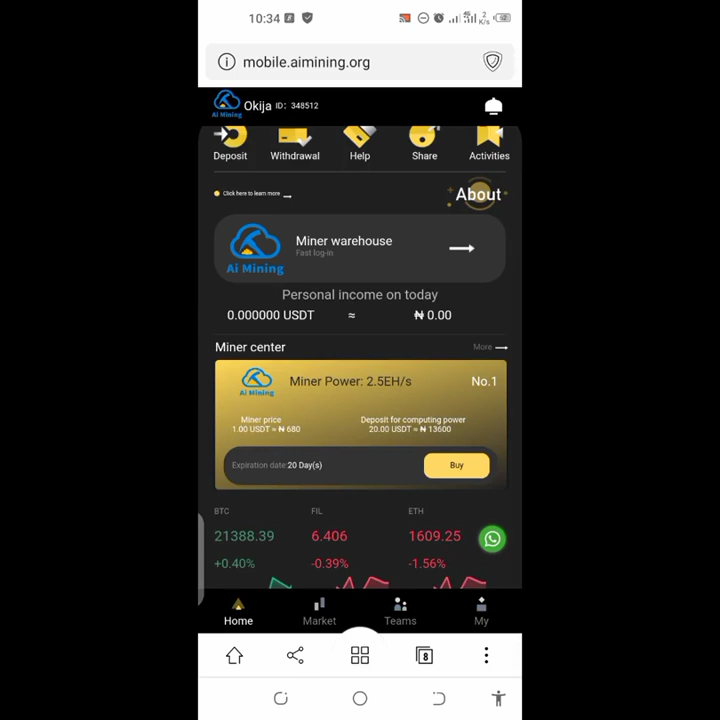 10:34
4G
2
K/s
mobile.aimining.org
Ai Mining
Okija ID: 348512
Deposit
Withdrawal
Help
Share
Activities
Click here to learn more
About
Ai Mining
Miner warehouse
Fast log-in
Personal income on today
0.000000 USDT ≈ ₦ 0.00
Miner center
More
Ai Mining
Miner Power: 2.5EH/s
No.1
Miner price
1.00 USDT ≈ ₦ 680
Deposit for computing power
20.00 USDT ≈ ₦ 13600
Expiration date:20 Day(s)
Buy
BTC
FIL
ETH
21388.39
6.406
1609.25
+0.40%
-0.39%
-1.56%
Home
Market
Teams
My
8